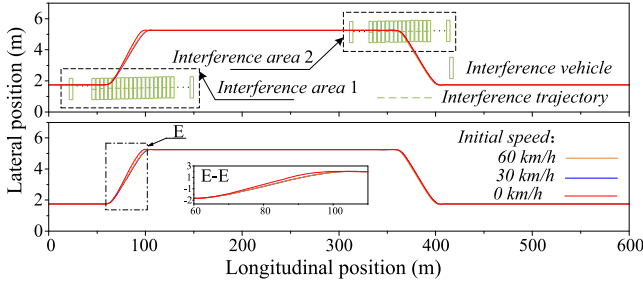 Lateral position (m)
6
4
2
0
Interference area 2
Interference area 1
Interference vehicle
Interference trajectory
6
4
2
0
E
E-E
3
1
-2
60
80
100
Initial speed:
60 km/h
30 km/h
0 km/h
0
100
200
300
400
500
600
Longitudinal position (m)